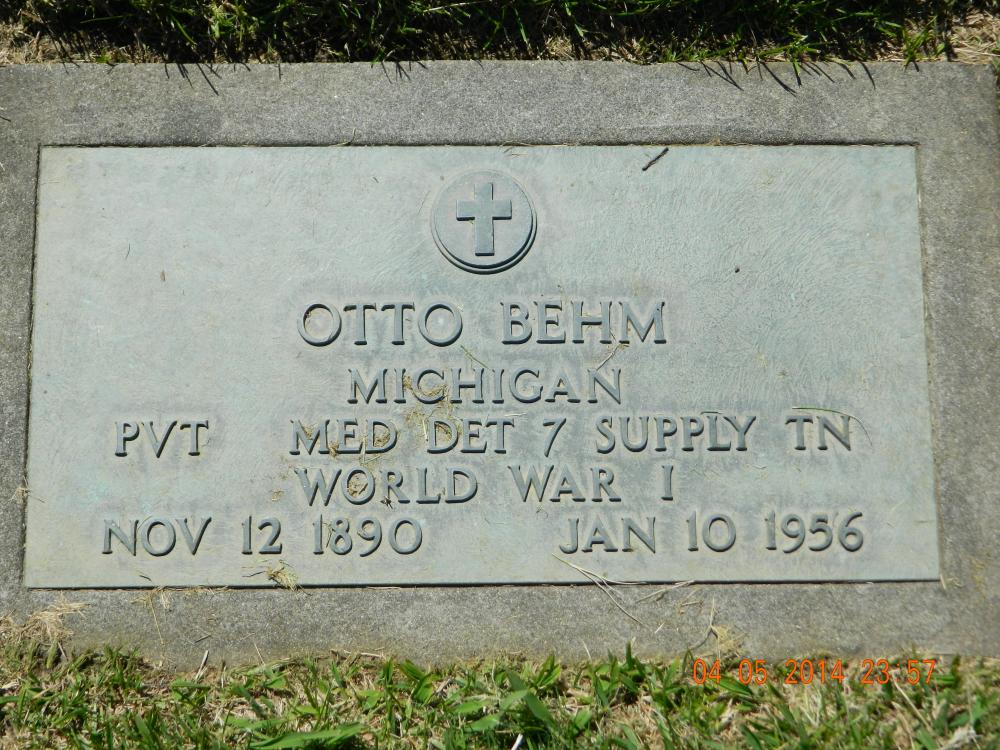 OTTO BEHM
MICHIGAN
PVT MED DET 7 SUPPLY TN
WORLD WAR I
NOV 12 1890 JAN 10 1956
04 05 2014 23:57